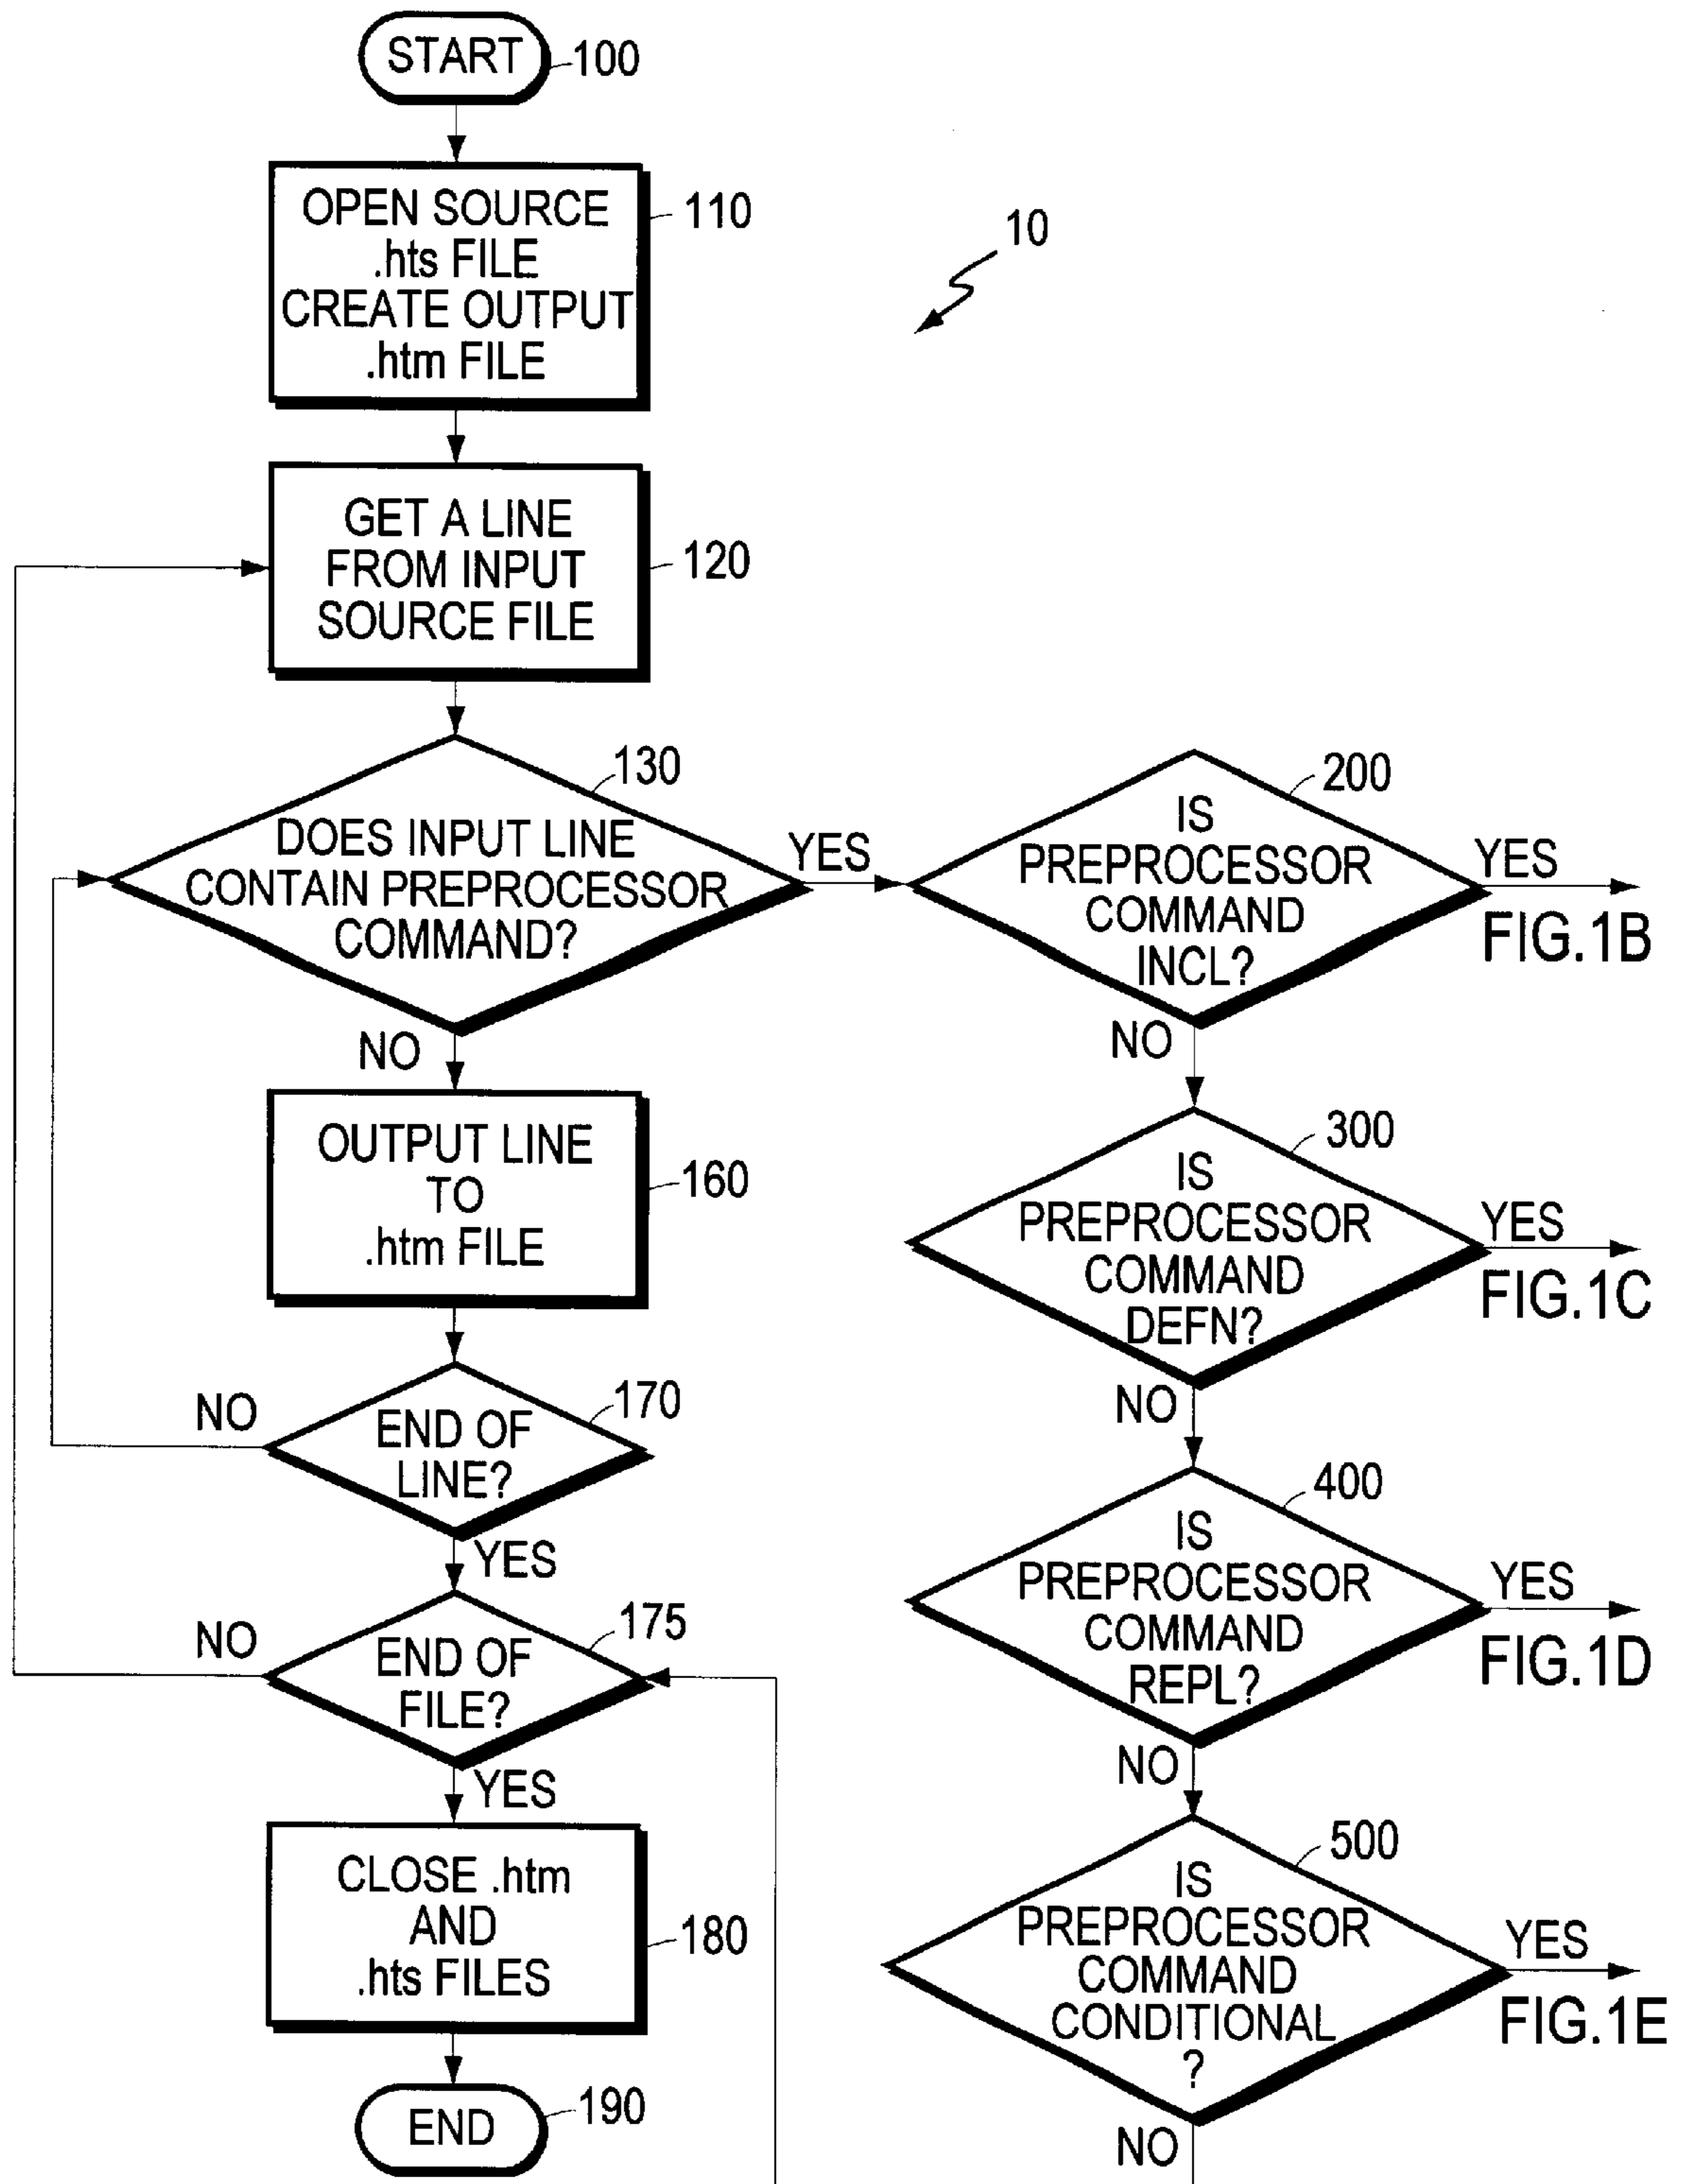 START
100
OPEN SOURCE
.hts FILE
CREATE OUTPUT
.htm FILE
110
10
GET A LINE
FROM INPUT
SOURCE FILE
120
DOES INPUT LINE
CONTAIN PREPROCESSOR
COMMAND?
130
YES
NO
IS
PREPROCESSOR
COMMAND
INCL?
200
YES
FIG.1B
NO
OUTPUT LINE
TO
.htm FILE
160
IS
PREPROCESSOR
COMMAND
DEFN?
300
YES
FIG.1C
NO
END OF
LINE?
170
NO
YES
IS
PREPROCESSOR
COMMAND
REPL?
400
YES
FIG.1D
NO
END OF
FILE?
175
NO
YES
CLOSE .htm
AND
.hts FILES
180
IS
PREPROCESSOR
COMMAND
CONDITIONAL
?
500
YES
FIG.1E
NO
END
190